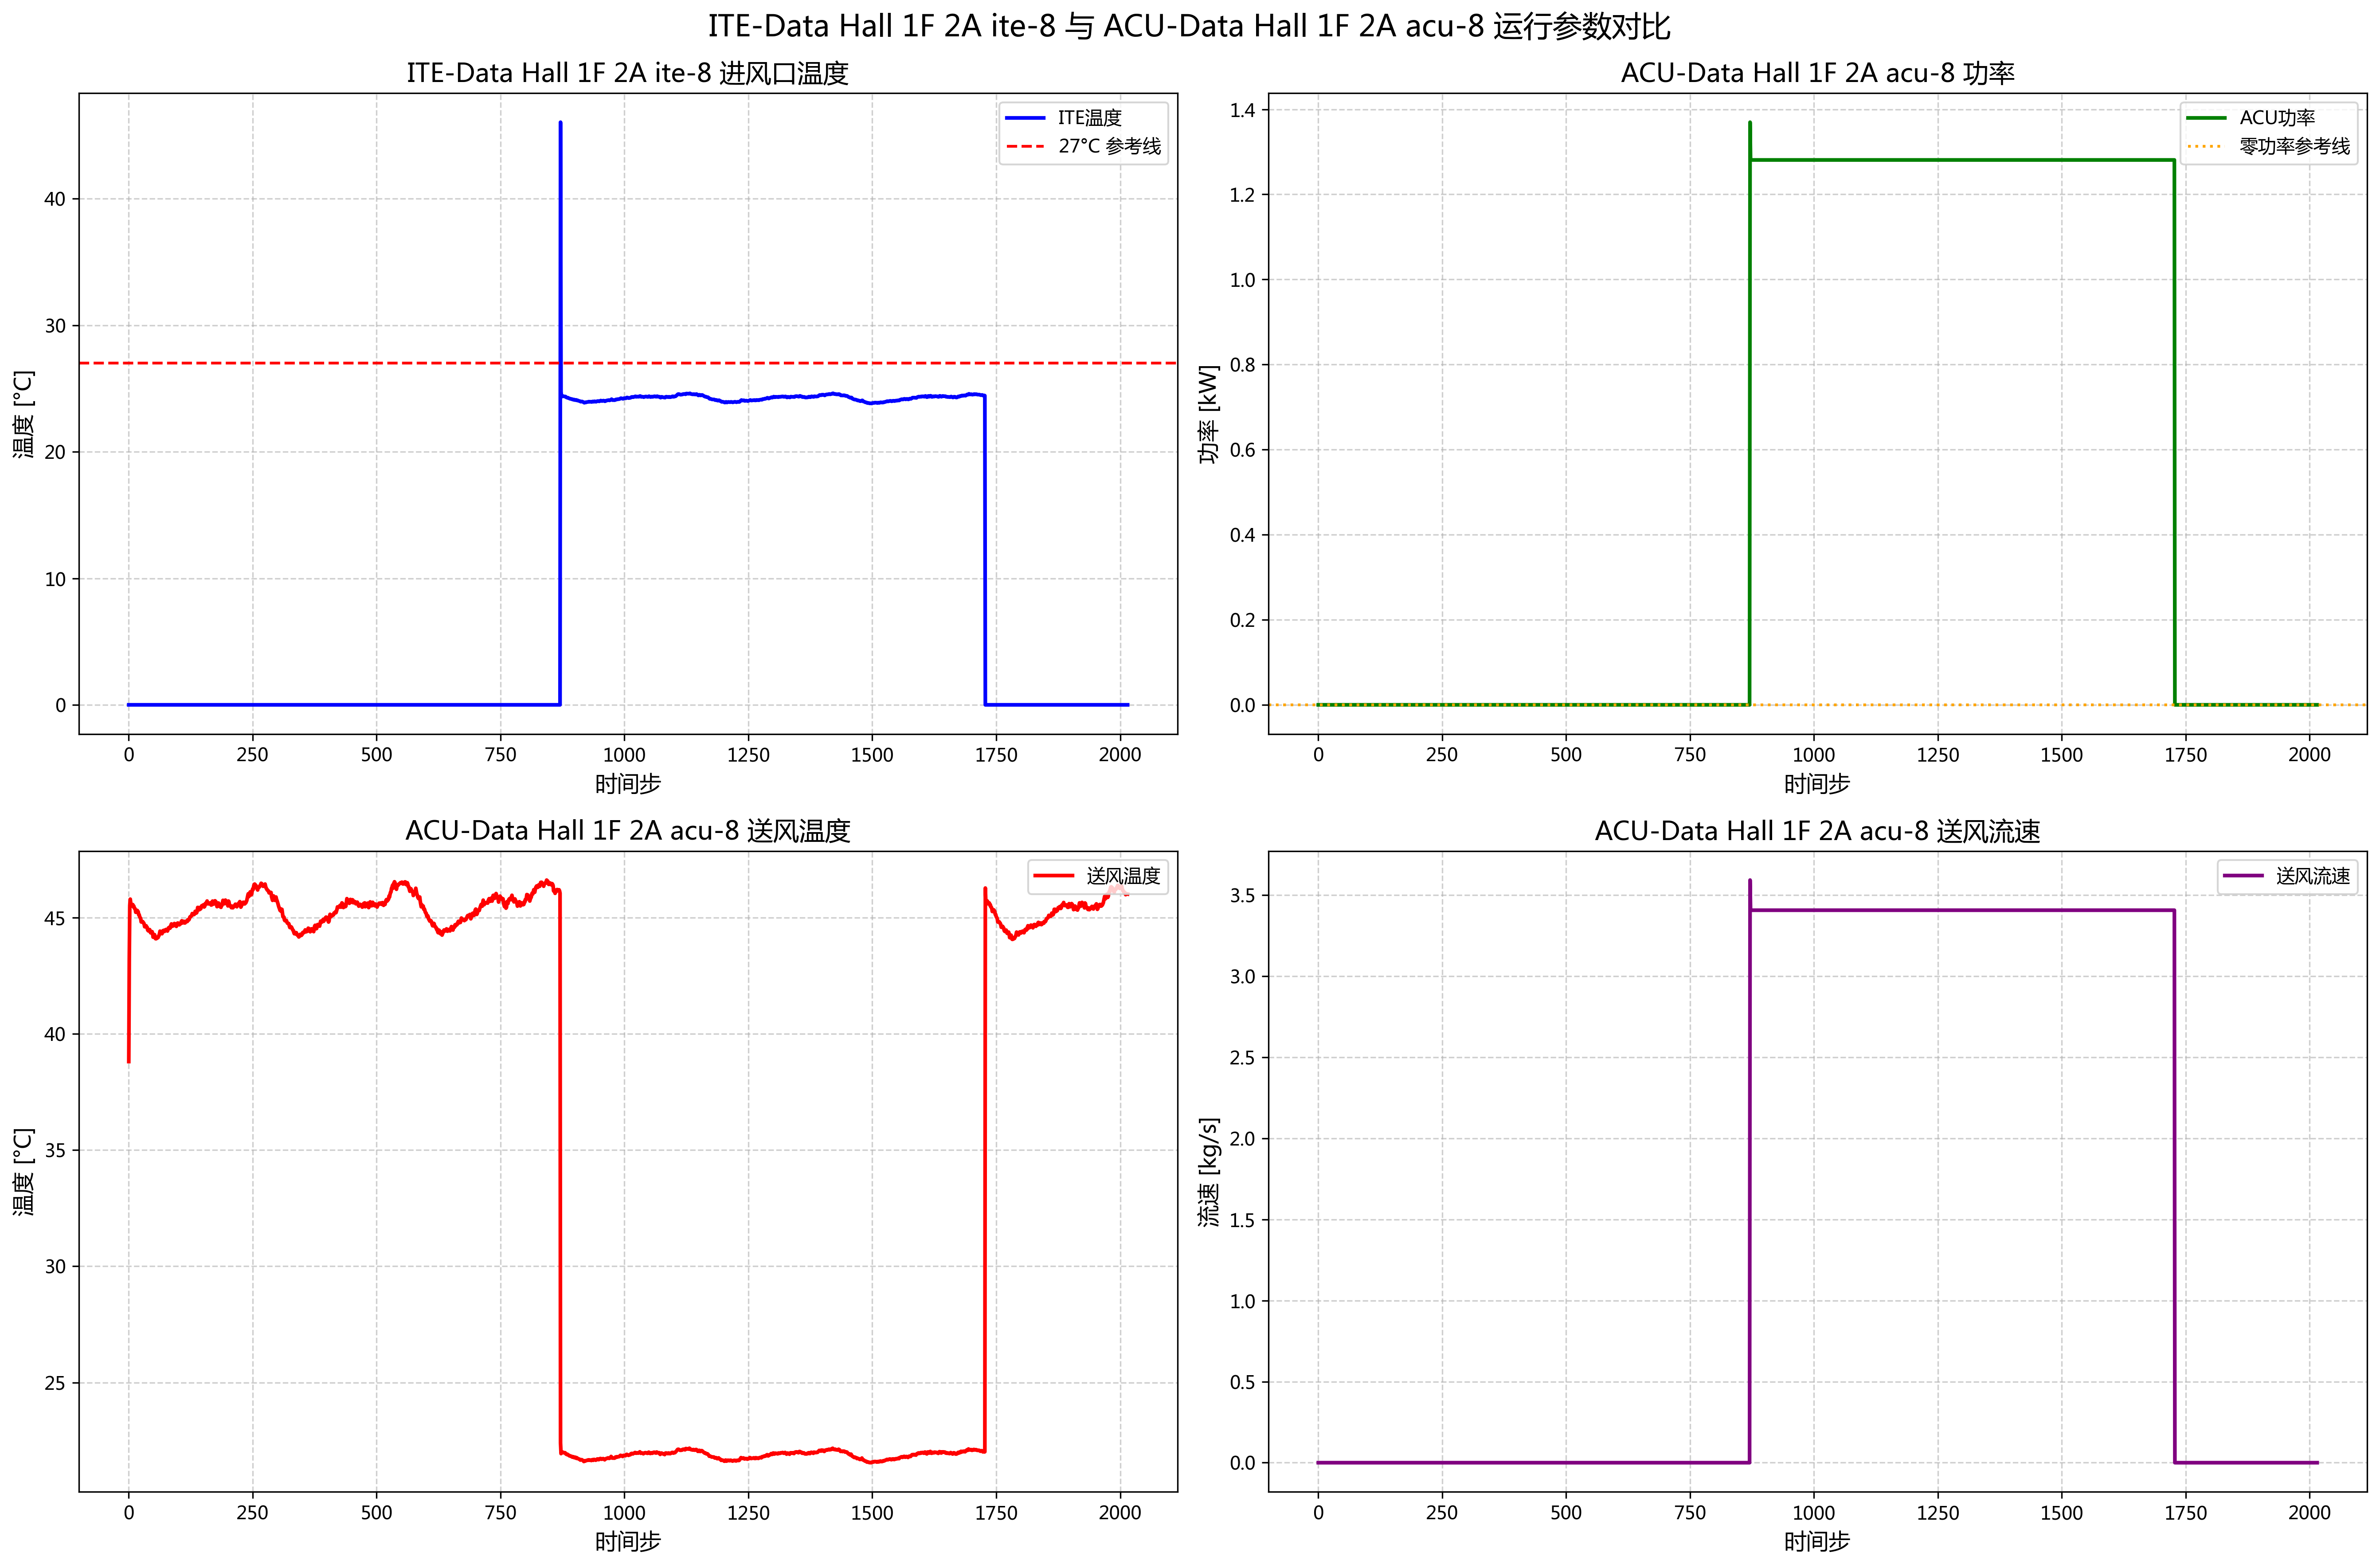 ITE-Data Hall 1F 2A ite-8 与 ACU-Data Hall 1F 2A acu-8 运行参数对比
ITE-Data Hall 1F 2A ite-8 进风口温度
ITE温度
27°C 参考线
温度 [°C]
40
30
20
10
0
0 250 500 750 1000 1250 1500 1750 2000
时间步
ACU-Data Hall 1F 2A acu-8 功率
ACU功率
零功率参考线
功率 [kW]
1.4
1.2
1.0
0.8
0.6
0.4
0.2
0.0
0 250 500 750 1000 1250 1500 1750 2000
时间步
ACU-Data Hall 1F 2A acu-8 送风温度
送风温度
温度 [°C]
45
40
35
30
25
0 250 500 750 1000 1250 1500 1750 2000
时间步
ACU-Data Hall 1F 2A acu-8 送风流速
送风流速
流速 [kg/s]
3.5
3.0
2.5
2.0
1.5
1.0
0.5
0.0
0 250 500 750 1000 1250 1500 1750 2000
时间步